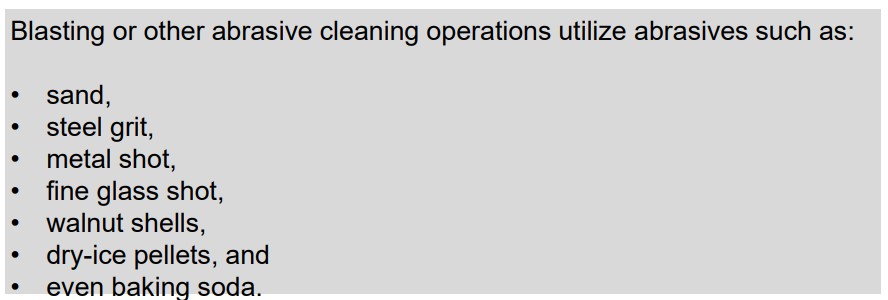 Blasting or other abrasive cleaning operations utilize abrasives such as:
• sand,
• steel grit,
• metal shot,
• fine glass shot,
• walnut shells,
• dry-ice pellets, and
• even baking soda.